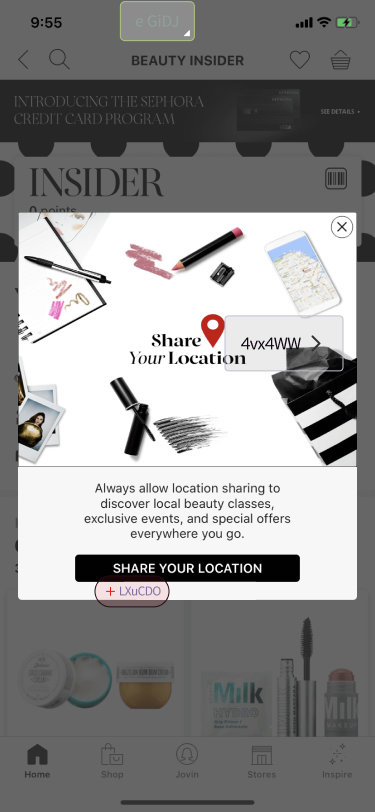 9:55
e GiDJ
BEAUTY INSIDER
INTRODUCING THE SEPHORA
CREDIT CARD PROGRAM
SEE DETAILS
INSIDER
0 points
Share
Your Location
4vx4WW
Always allow location sharing to
discover local beauty classes,
exclusive events, and special offers
everywhere you go.
SHARE YOUR LOCATION
+ LXuCDO
Milk
HYDRO
Milk
Home
Shop
Jovin
Stores
Inspire